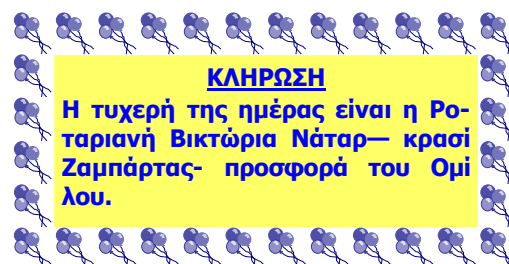 ΚΛΗΡΩΣΗ
Η τυχερή της ημέρας είναι η Ρο-
ταριανή Βικτώρια Νάταρ— κρασί
Ζαμπάρτας- προσφορά του Ομί
λου.